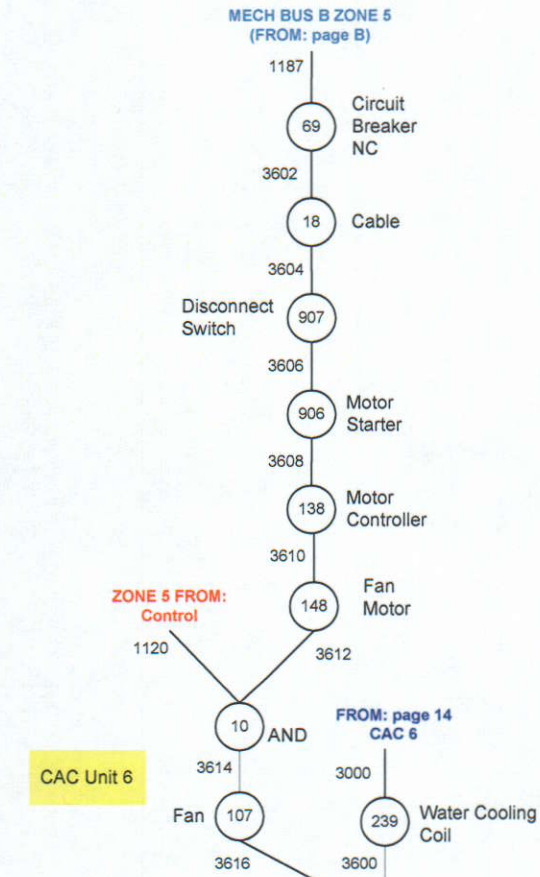 MECH BUS B ZONE 5
(FROM: page B)
1187
69
Circuit
Breaker
NC
3602
18
Cable
3604
Disconnect
Switch
907
3606
906
Motor
Starter
3608
138
Motor
Controller
3610
148
Fan
Motor
ZONE 5 FROM:
Control
1120
3612
10
AND
FROM: page 14
CAC 6
3614
3000
CAC Unit 6
Fan
107
239
Water Cooling
Coil
3616
3600